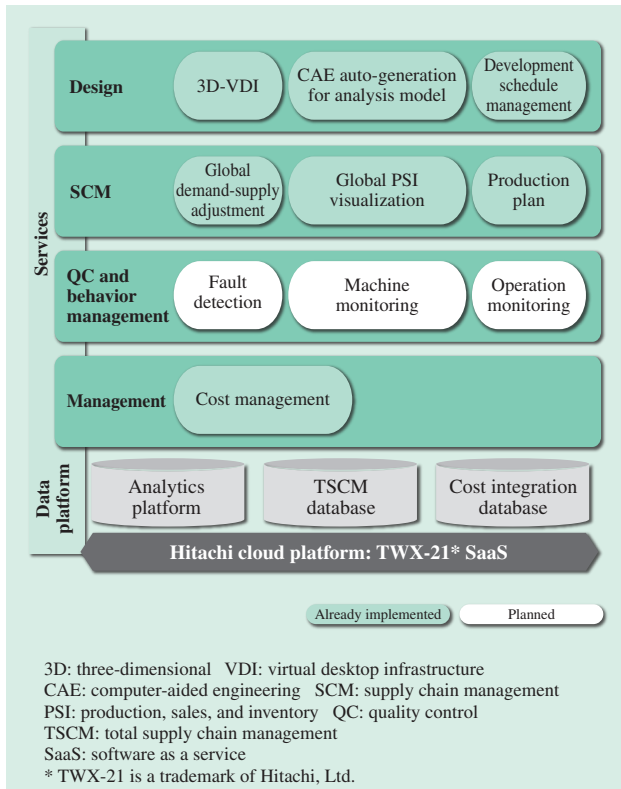 Services
Design
3D-VDI
CAE auto-generation
for analysis model
Development
schedule
management
SCM
Global
demand-supply
adjustment
Global PSI
visualization
Production
plan
QC and
behavior
management
Fault
detection
Machine
monitoring
Operation
monitoring
Management
Cost management
Data
platform
Analytics
platform
TSCM
database
Cost integration
database
Hitachi cloud platform: TWX-21* SaaS
Already implemented
Planned
3D: three-dimensional VDI: virtual desktop infrastructure
CAE: computer-aided engineering SCM: supply chain management
PSI: production, sales, and inventory QC: quality control
TSCM: total supply chain management
SaaS: software as a service
* TWX-21 is a trademark of Hitachi, Ltd.